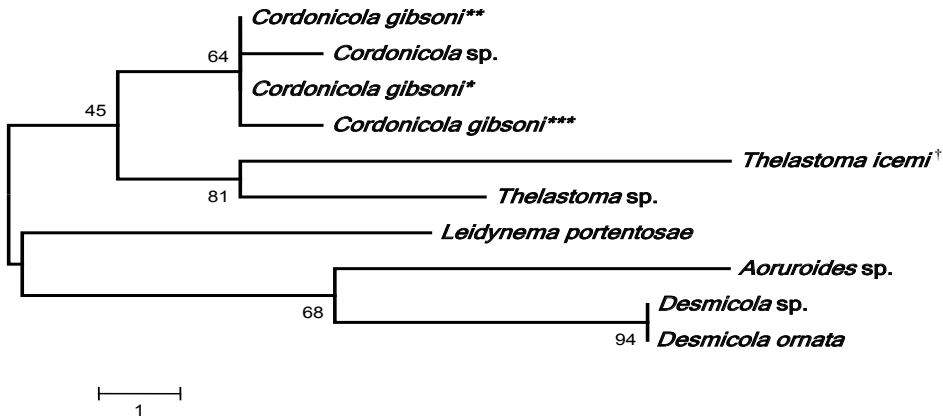 Cordonicola gibsoni**
64
Cordonicola sp.
Cordonicola gibsoni*
45
Cordonicola gibsoni***
Thelastoma icemi†
81
Thelastoma sp.
Leidynema portentosae
Aoruroides sp.
68
Desmicola sp.
94
Desmicola ornata
1